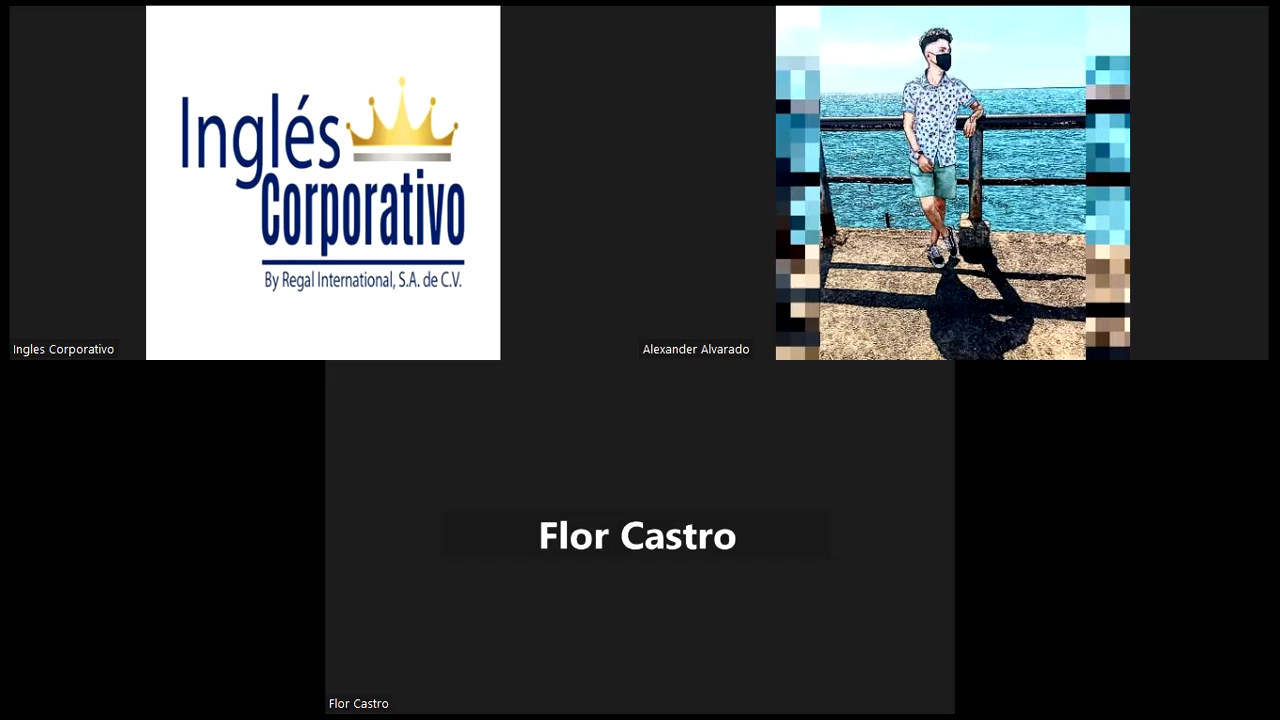 Inglés
Corporativo
By Regal International, S.A. de C.V.
Ingles Corporativo
Alexander Alvarado
Flor Castro
Flor Castro